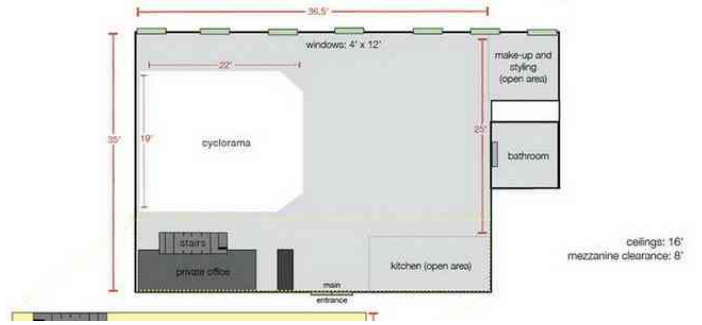 36.5'
windows: 4' x 12'
22'
make-up and
styling
(open area)
35'
19'
25'
cyclorama
bathroom
stairs
private office
kitchen (open area)
main
entrance
ceilings: 16'
mezzanine clearance: 8'